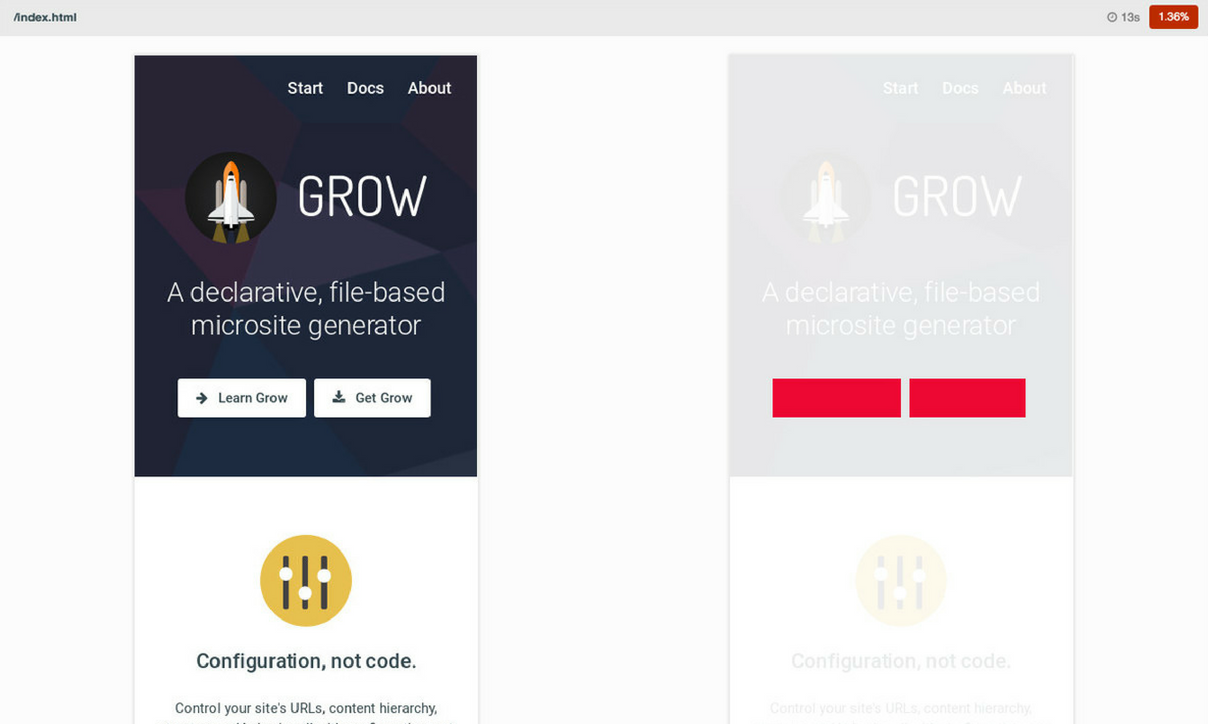 /index.html
13s
1.36%
Start Docs About
GROW
A declarative, file-based
microsite generator
Learn Grow
Get Grow
Configuration, not code.
Control your site's URLs, content hierarchy,
Start Docs About
GROW
A declarative, file-based
microsite generator
Configuration, not code.
Control your site's URLs, content hierarchy,